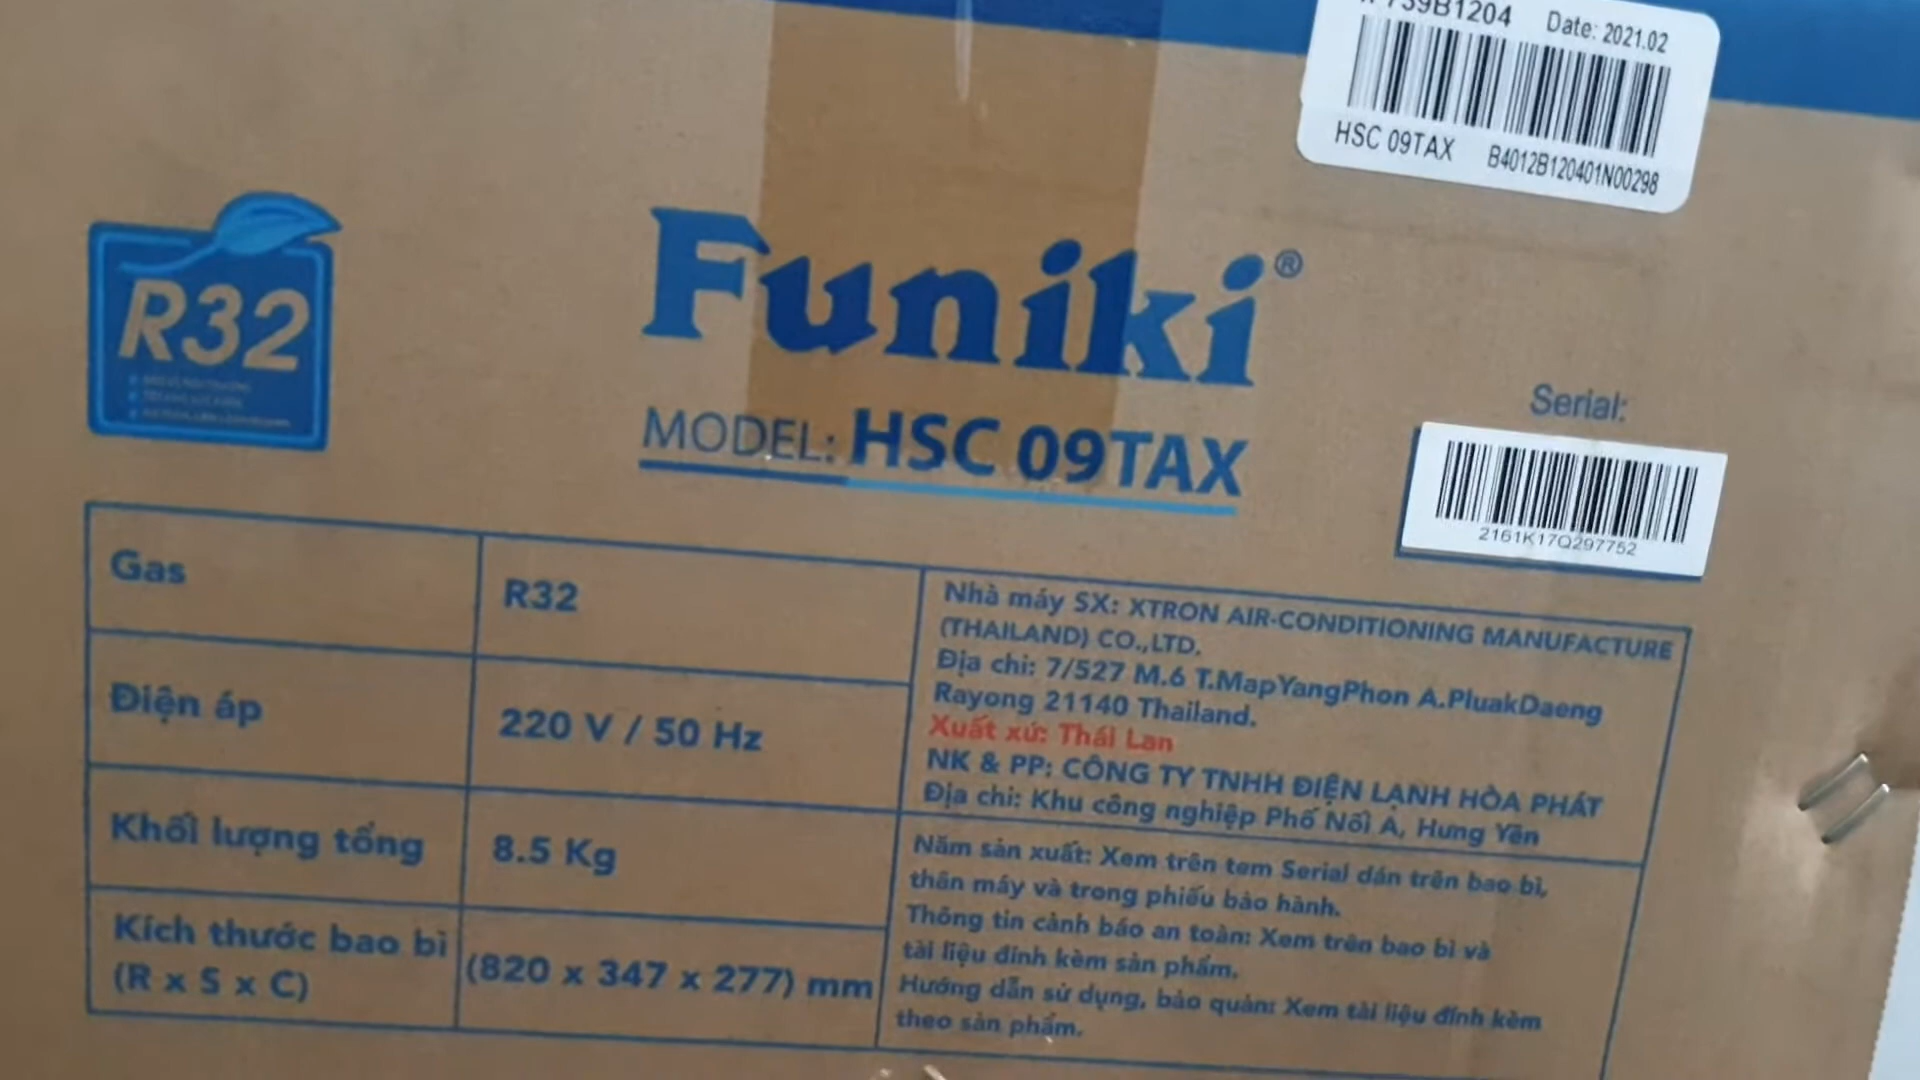 739B1204 Date: 2021.02
HSC 09TAX B4012B120401N00298
R32
Funiki®
MODEL: HSC 09TAX
Serial:
2161K17Q297752
Gas
R32
Điện áp
220 V / 50 Hz
Khối lượng tổng
8.5 Kg
Kích thước bao bì
(R x S x C)
(820 x 347 x 277) mm
Nhà máy SX: XTRON AIR-CONDITIONING MANUFACTURE
(THAILAND) CO.,LTD.
Địa chỉ: 7/527 M.6 T.MapYangPhon A.PluakDaeng
Rayong 21140 Thailand.
Xuất xứ: Thái Lan
NK & PP: CÔNG TY TNHH ĐIỆN LẠNH HÒA PHÁT
Địa chỉ: Khu công nghiệp Phố Nối A, Hưng Yên
Năm sản xuất: Xem trên tem Serial dán trên bao bì,
thân máy và trong phiếu bảo hành.
Thông tin cảnh báo an toàn: Xem trên bao bì và
tài liệu đính kèm sản phẩm.
Hướng dẫn sử dụng, bảo quản: Xem tài liệu đính kèm
theo sản phẩm.